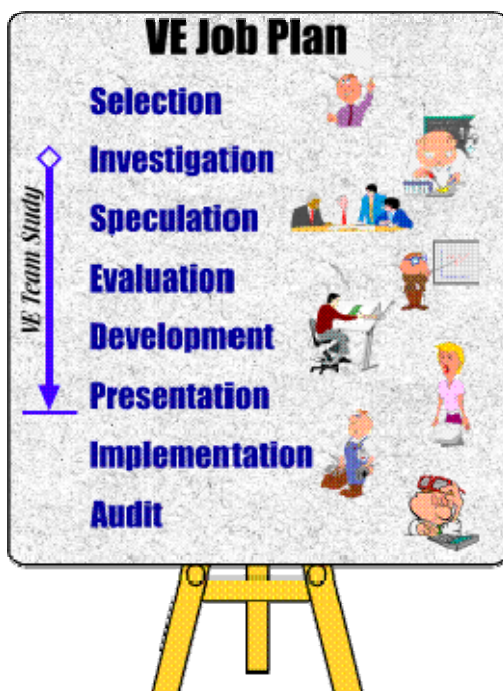 VE Job Plan
Selection
Investigation
Speculation
Evaluation
Development
Presentation
Implementation
Audit
VE Team Study